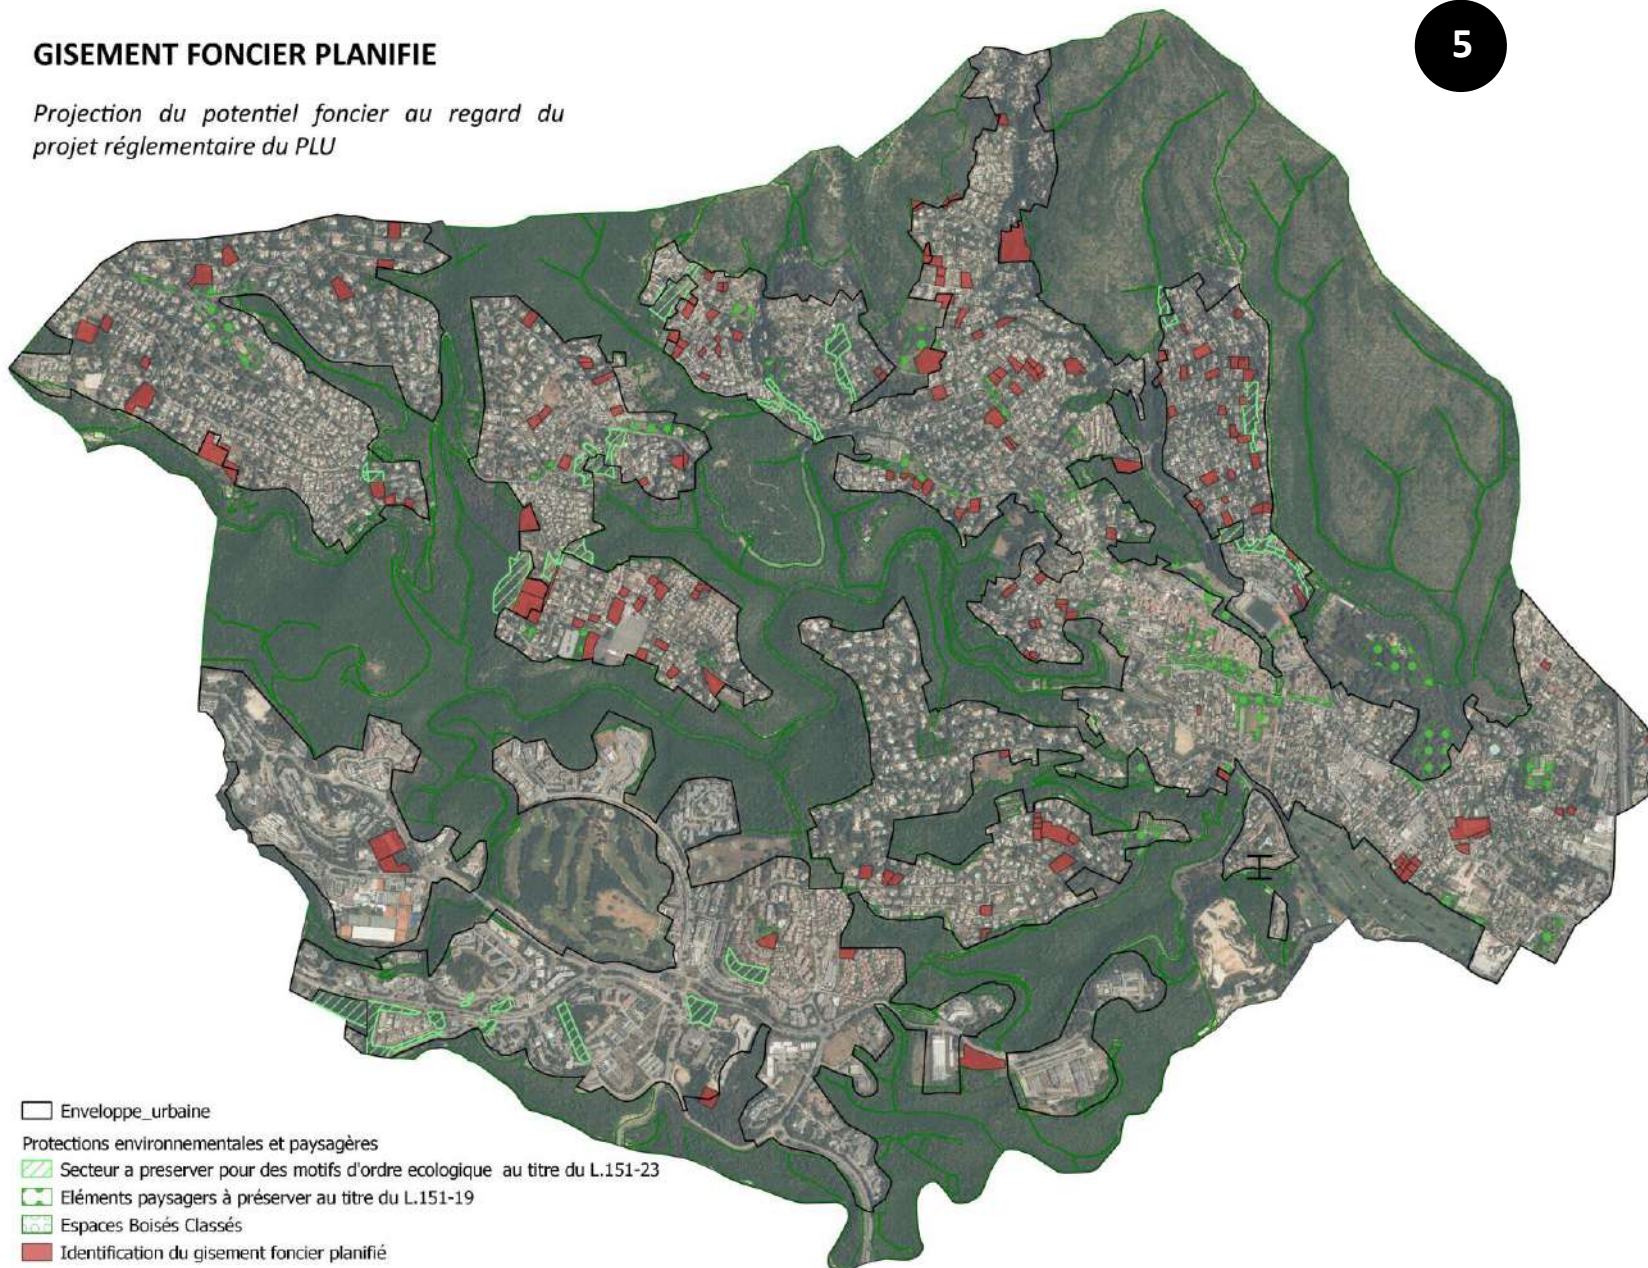 GISEMENT FONCIER PLANIFIE
5
Projection du potentiel foncier au regard du
projet réglementaire du PLU
Enveloppe_urbaine
Protections environnementales et paysagères
Secteur a preserver pour des motifs d'ordre ecologique au titre du L.151-23
Eléments paysagers à préserver au titre du L.151-19
Espaces Boisés Classés
Identification du gisement foncier planifié